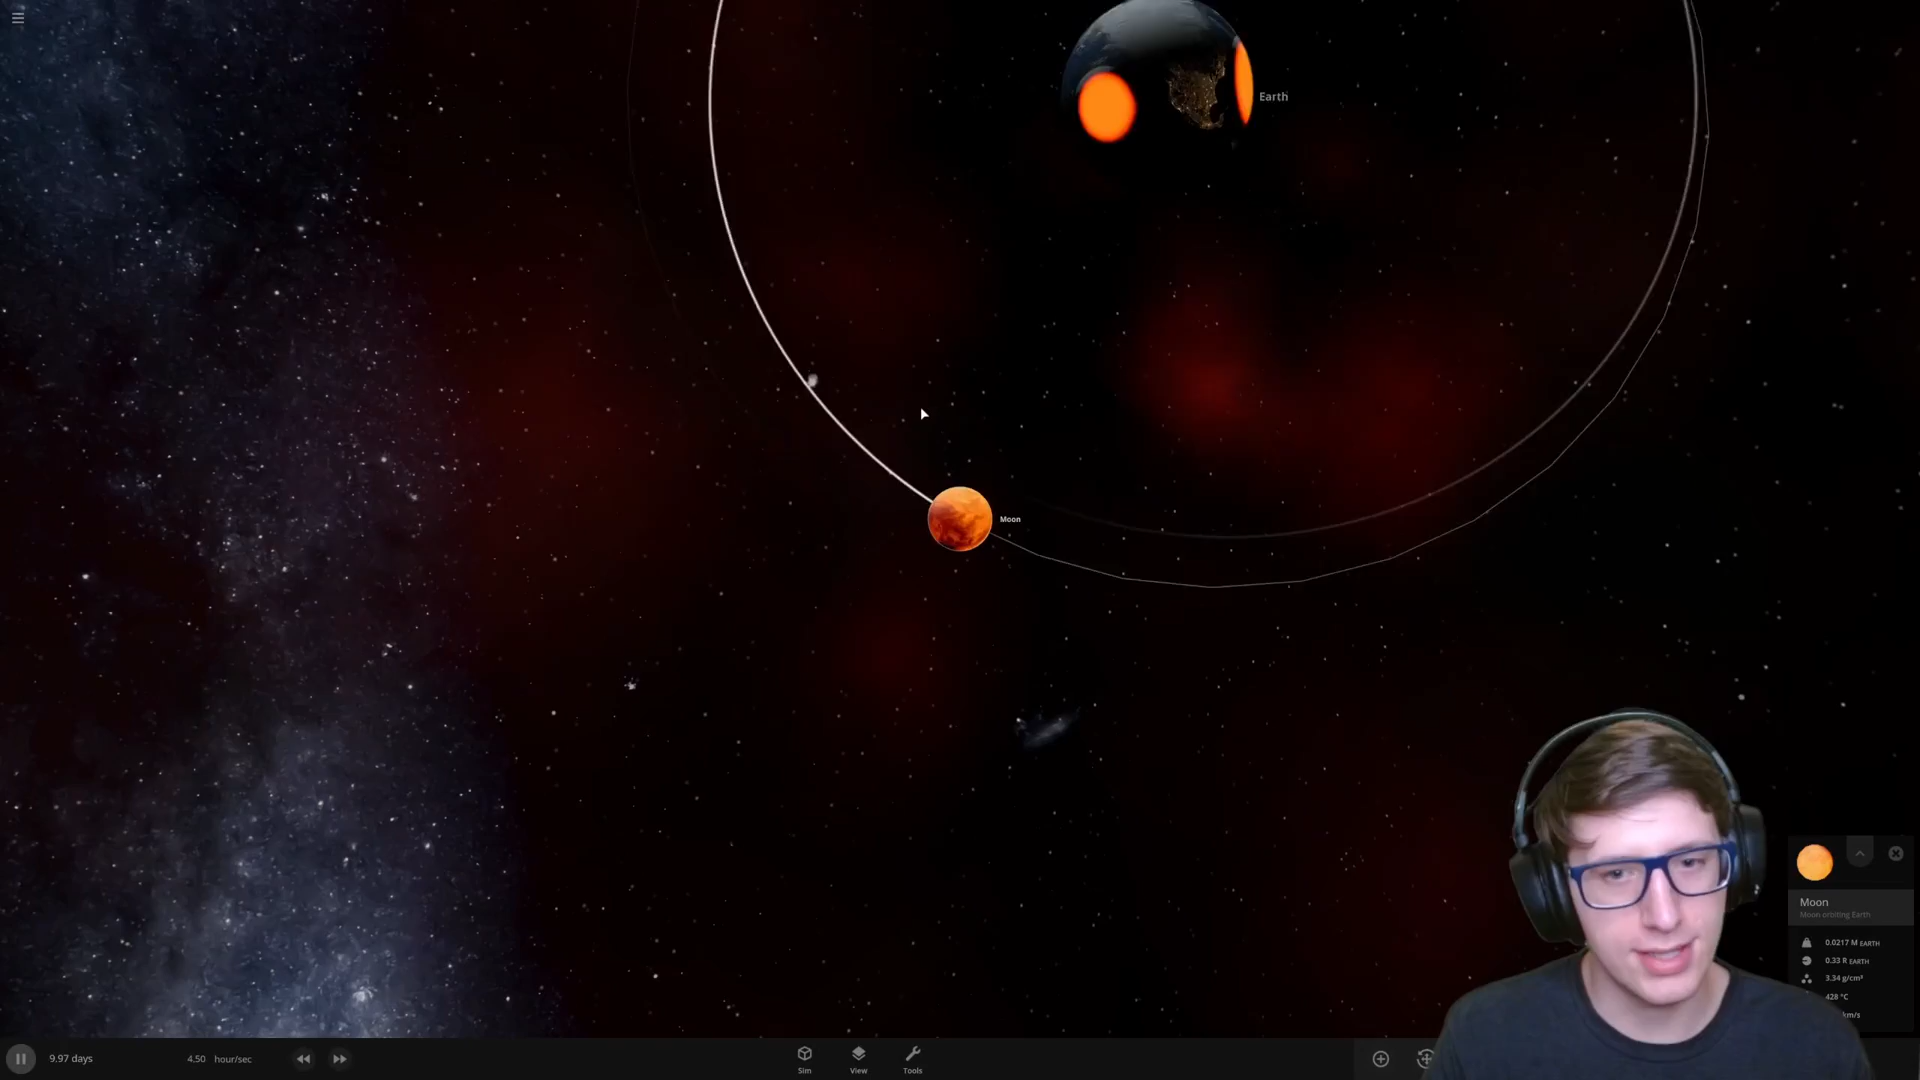 Earth
Moon
Moon
Moon orbiting Earth
0.0217 M EARTH
0.33 R EARTH
3.34 g/cm³
428 °C
km/s
9.97 days
4.50 hour/sec
Sim
View
Tools